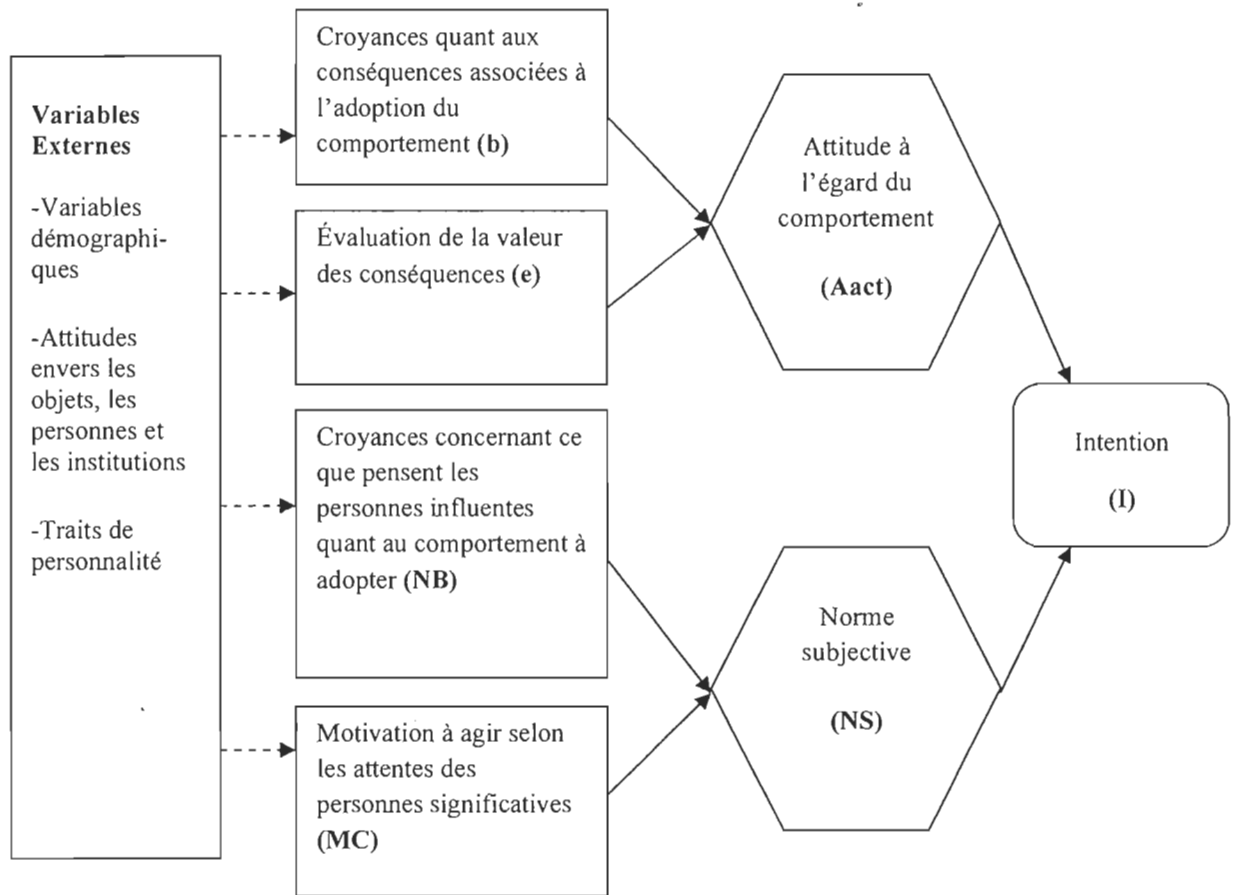 Variables
Externes
-Variables
démographi-
ques
-Attitudes
envers les
objets, les
personnes et
les institutions
-Traits de
personnalité
Croyances quant aux
conséquences associées à
l'adoption du
comportement (b)
Évaluation de la valeur
des conséquences (e)
Croyances concernant ce
que pensent les
personnes influentes
quant au comportement à
adopter (NB)
Motivation à agir selon
les attentes des
personnes significatives
(MC)
Attitude à
l'égard du
comportement
(Aact)
Norme
subjective
(NS)
Intention
(I)